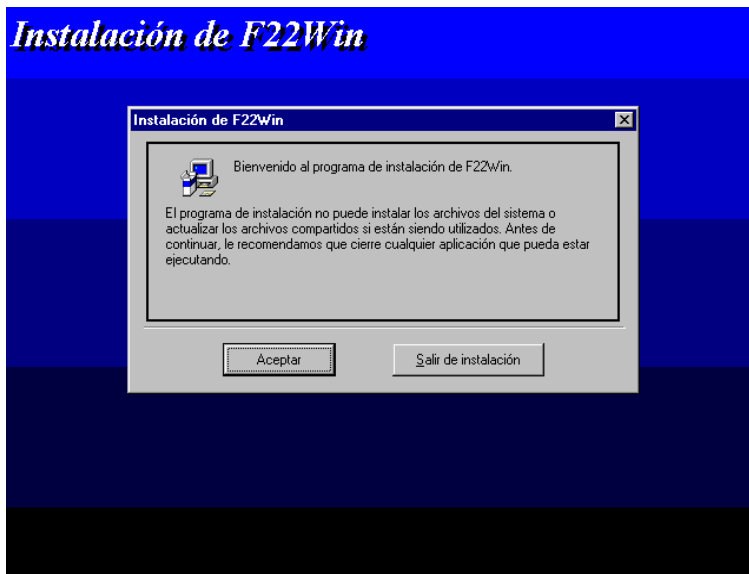 Instalación de F22Win
Instalación de F22Win
Bienvenido al programa de instalación de F22Win.
El programa de instalación no puede instalar los archivos del sistema o
actualizar los archivos compartidos si están siendo utilizados. Antes de
continuar, le recomendamos que cierre cualquier aplicación que pueda estar
ejecutando.
Aceptar
Salir de instalación